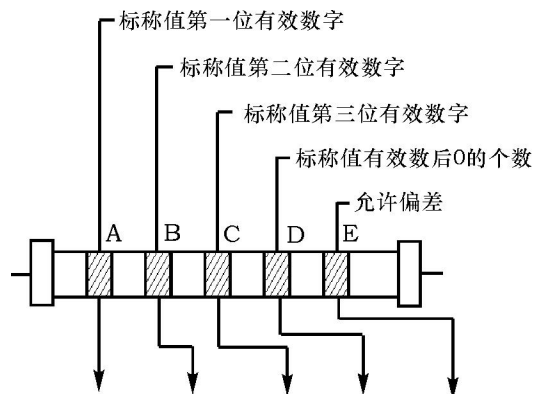 标称值第一位有效数字
标称值第二位有效数字
标称值第三位有效数字
标称值有效数后0的个数
允许偏差
A B C D E